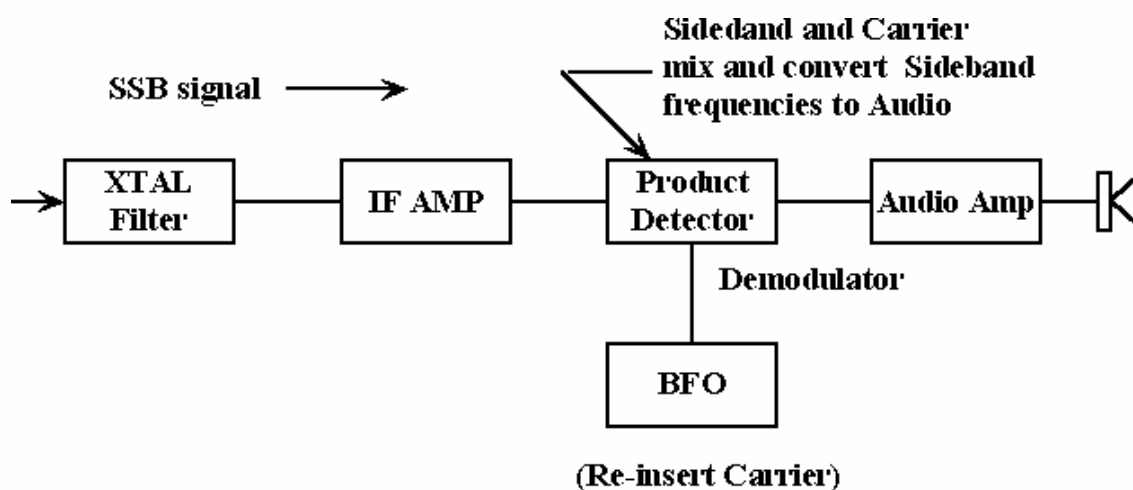 Sidedand and Carrier
mix and convert Sideband
frequencies to Audio
SSB signal
XTAL
Filter
IF AMP
Product
Detector
Audio Amp
Demodulator
BFO
(Re-insert Carrier)